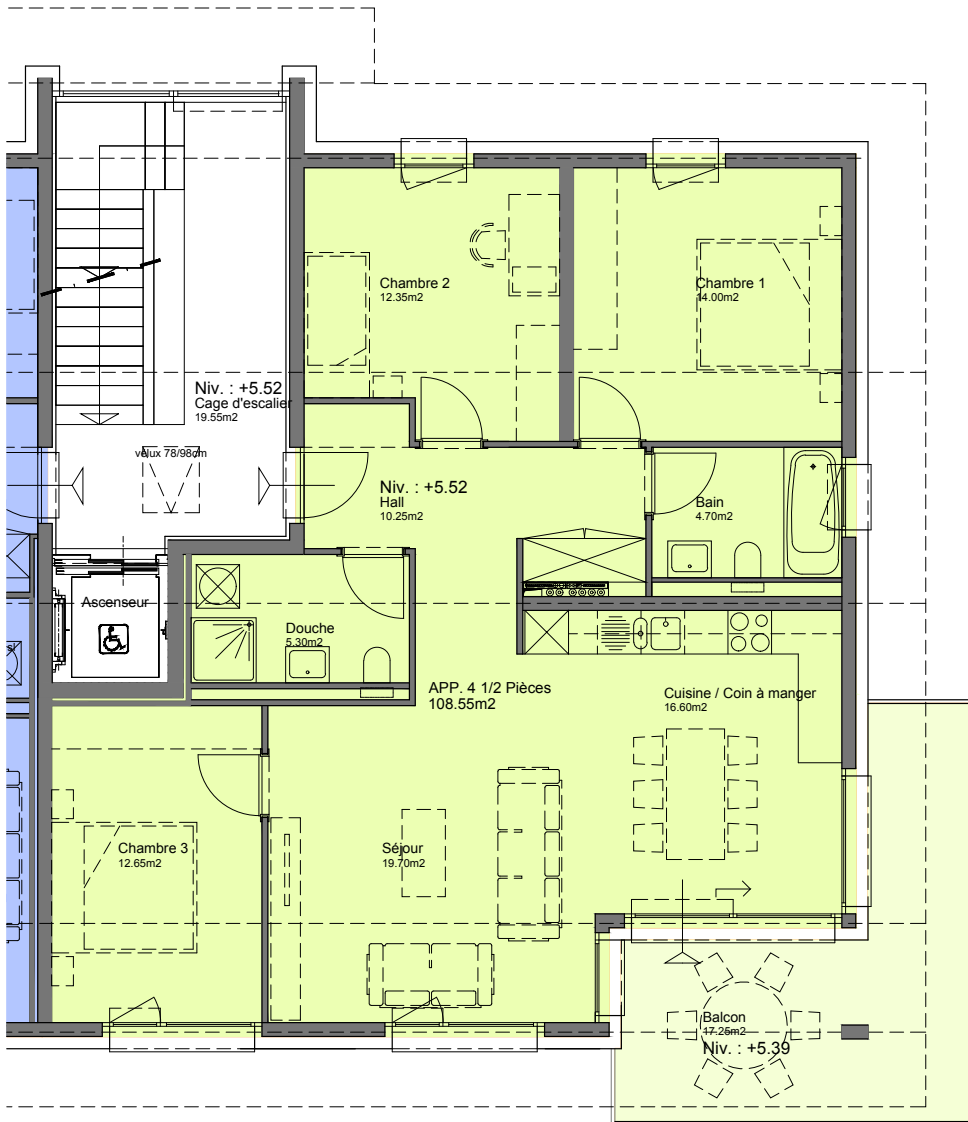 Chambre 2
12.35m2
Chambre 1
14.00m2
Niv. : +5.52
Cage d'escalier
19.55m2
vélux 78/98cm
Niv. : +5.52
Hall
10.25m2
Bain
4.70m2
Ascenseur
Douche
5.30m2
APP. 4 1/2 Pièces
108.55m2
Cuisine / Coin à manger
16.60m2
Chambre 3
12.65m2
Séjour
19.70m2
Balcon
17.25m2
Niv. : +5.39